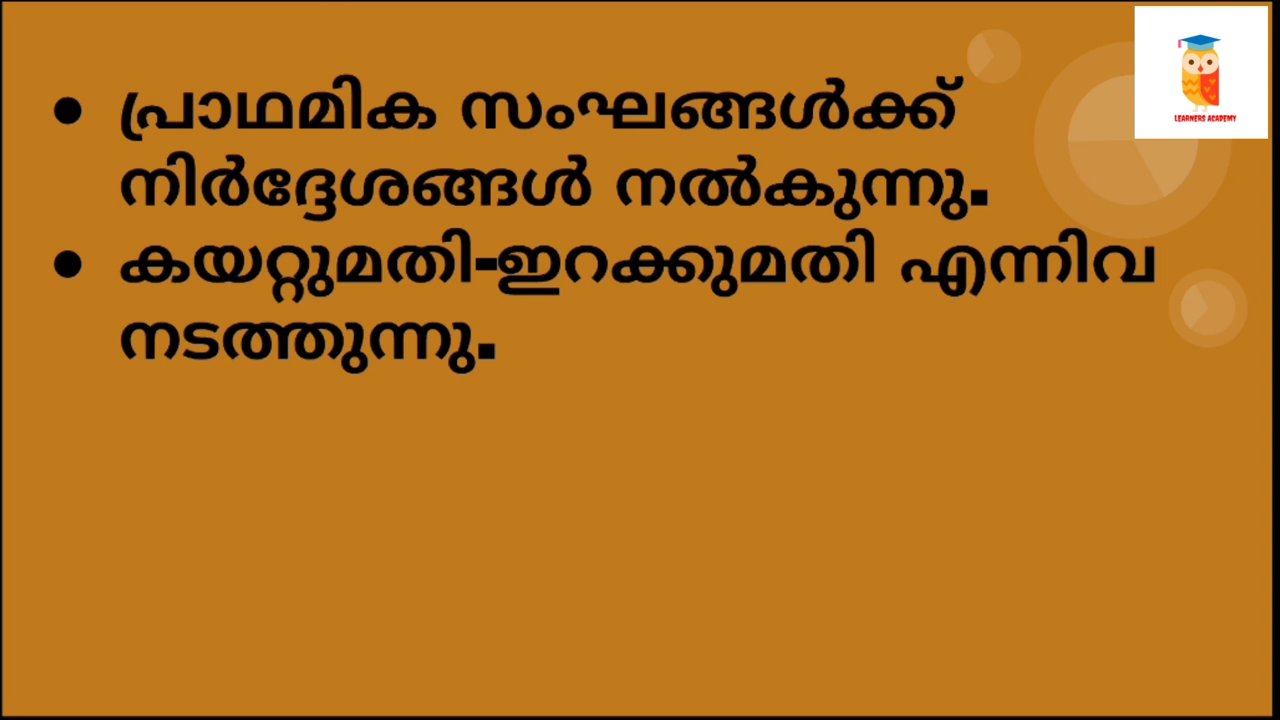 • പ്രാഥമിക സംഘങ്ങൾക്ക്
നിർദ്ദേശങ്ങൾ നൽകുന്നു.
• കയറ്റുമതി-ഇറക്കുമതി എന്നിവ
നടത്തുന്നു.
LEARNERS ACADEMY